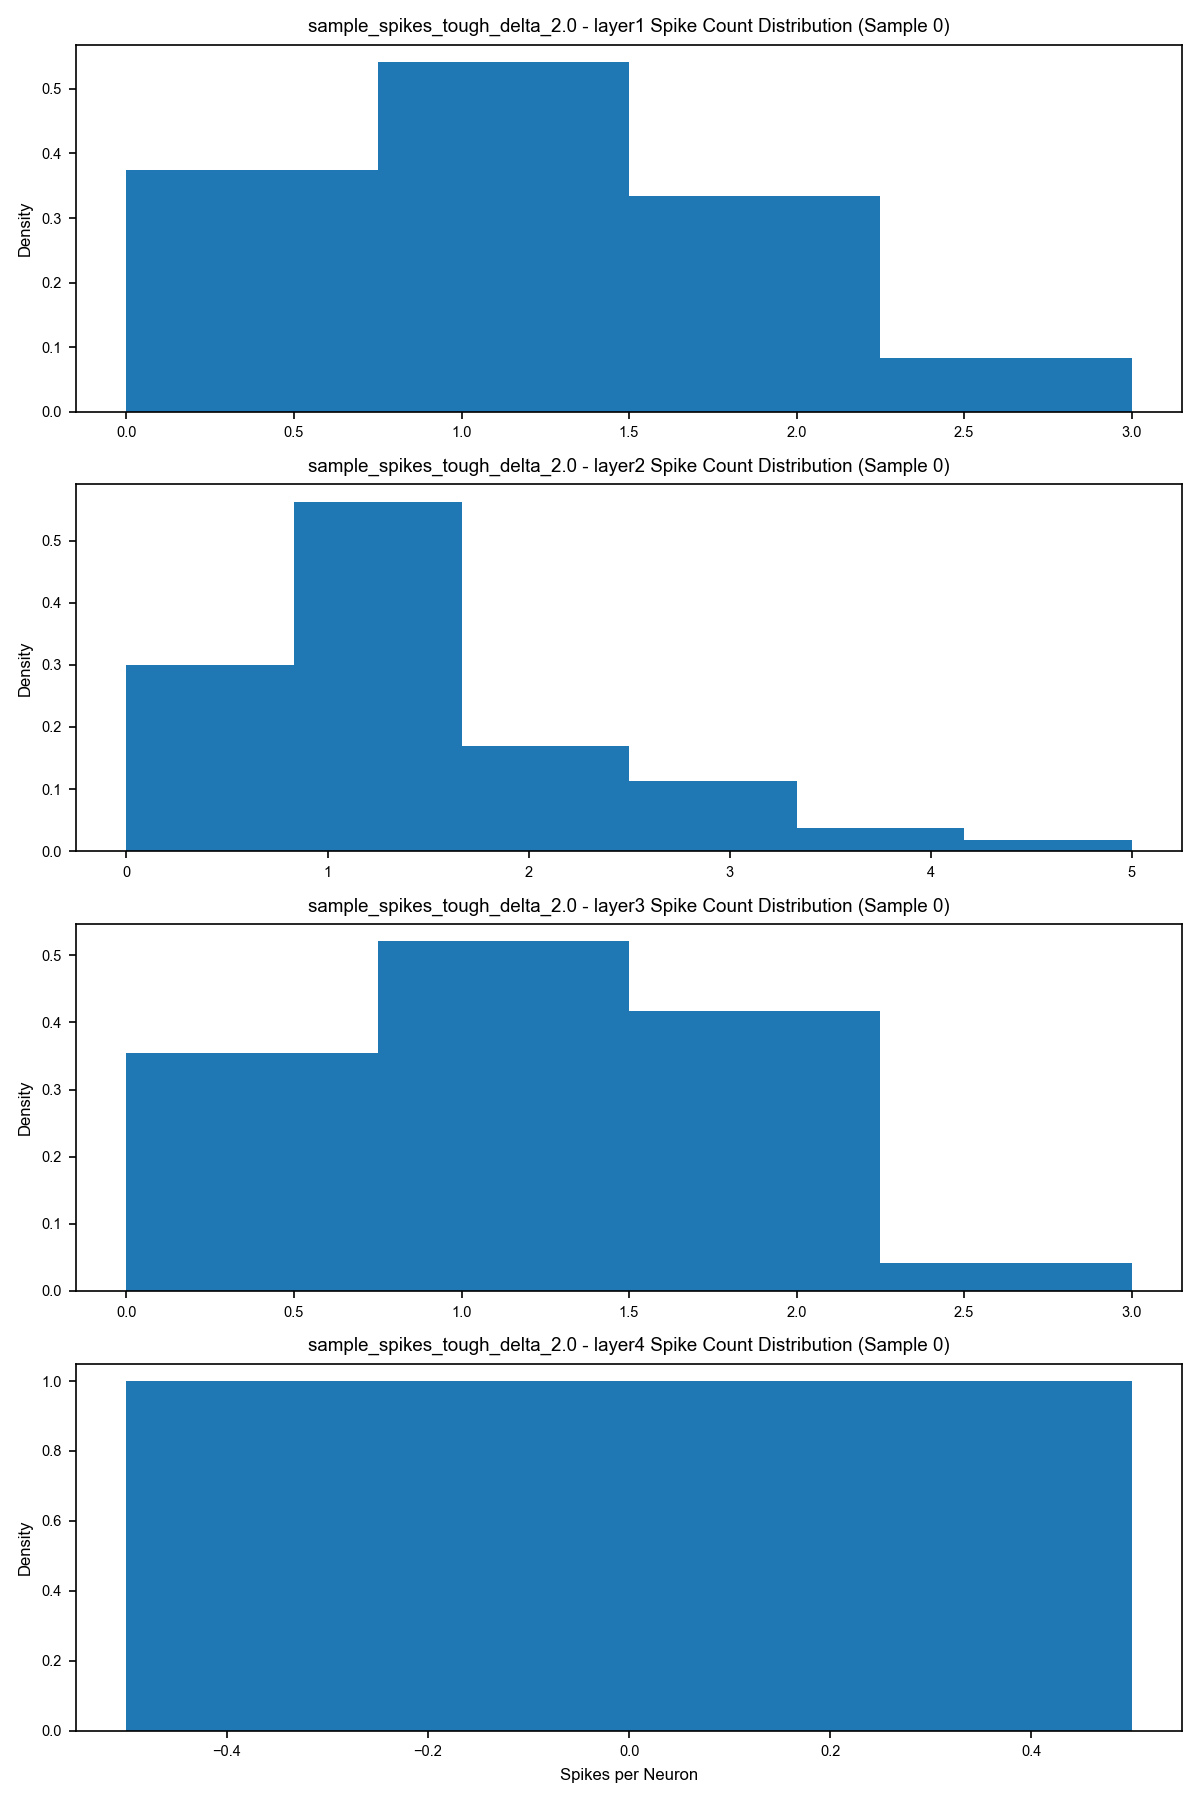 sample_spikes_tough_delta_2.0 - layer1 Spike Count Distribution (Sample 0)
0.5
0.4
0.3
0.2
0.1
0.0
Density
0.0 0.5 1.0 1.5 2.0 2.5 3.0
sample_spikes_tough_delta_2.0 - layer2 Spike Count Distribution (Sample 0)
0.5
0.4
0.3
0.2
0.1
0.0
Density
0 1 2 3 4 5
sample_spikes_tough_delta_2.0 - layer3 Spike Count Distribution (Sample 0)
0.5
0.4
0.3
0.2
0.1
0.0
Density
0.0 0.5 1.0 1.5 2.0 2.5 3.0
sample_spikes_tough_delta_2.0 - layer4 Spike Count Distribution (Sample 0)
1.0
0.8
0.6
0.4
0.2
0.0
Density
−0.4 −0.2 0.0 0.2 0.4
Spikes per Neuron